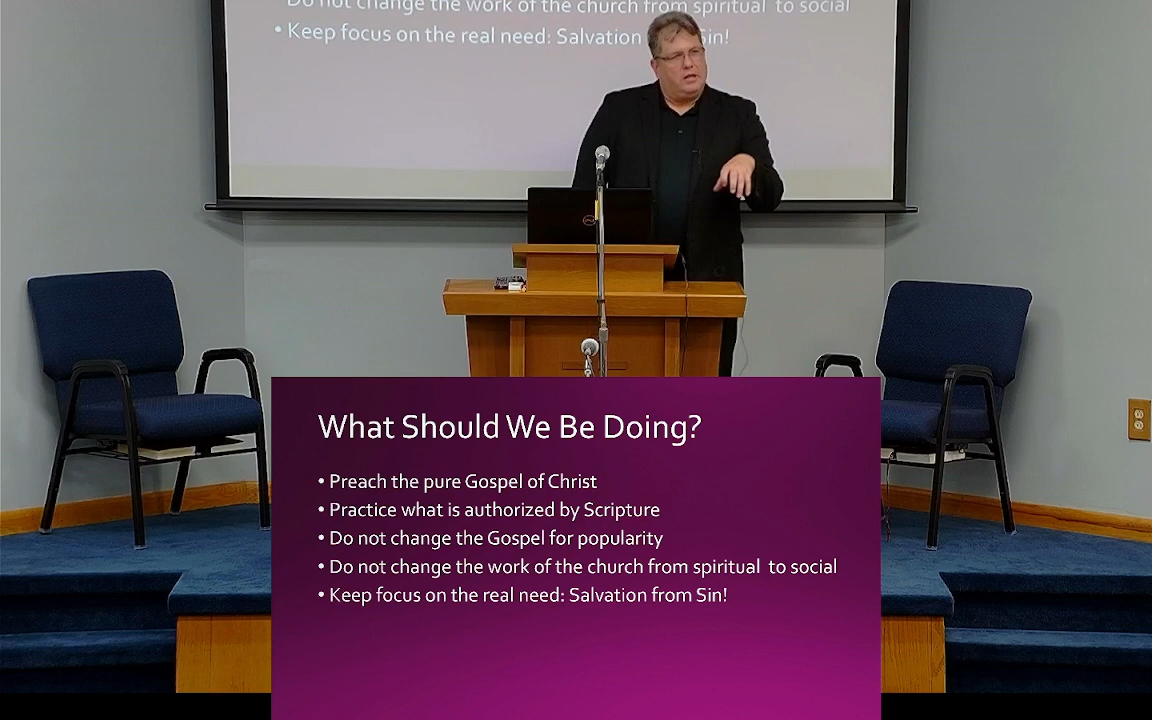 Do not change the work of the church from spiritual  to social
• Keep focus on the real need: Salvation Sin!
What Should We Be Doing?
• Preach the pure Gospel of Christ
• Practice what is authorized by Scripture
• Do not change the Gospel for popularity
• Do not change the work of the church from spiritual  to social
• Keep focus on the real need: Salvation from Sin!